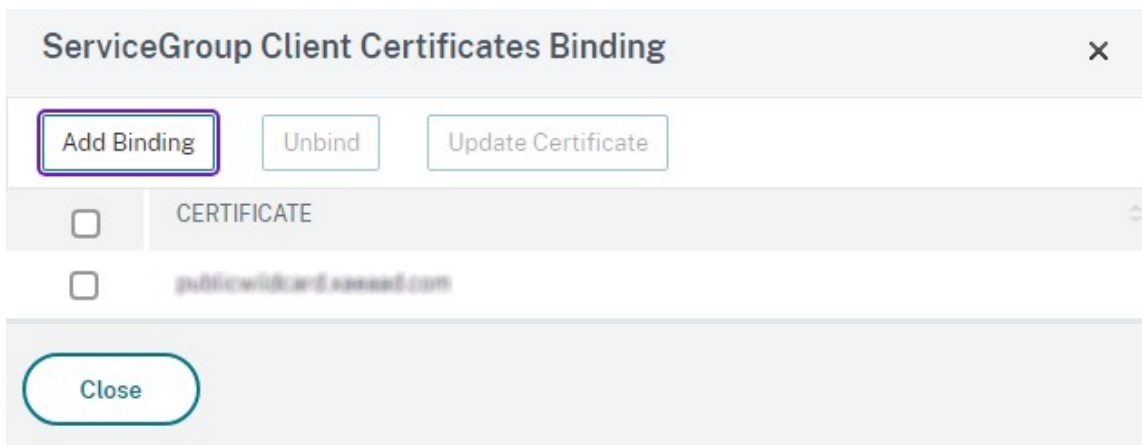 ServiceGroup Client Certificates Binding
Add Binding Unbind Update Certificate
CERTIFICATE
Close